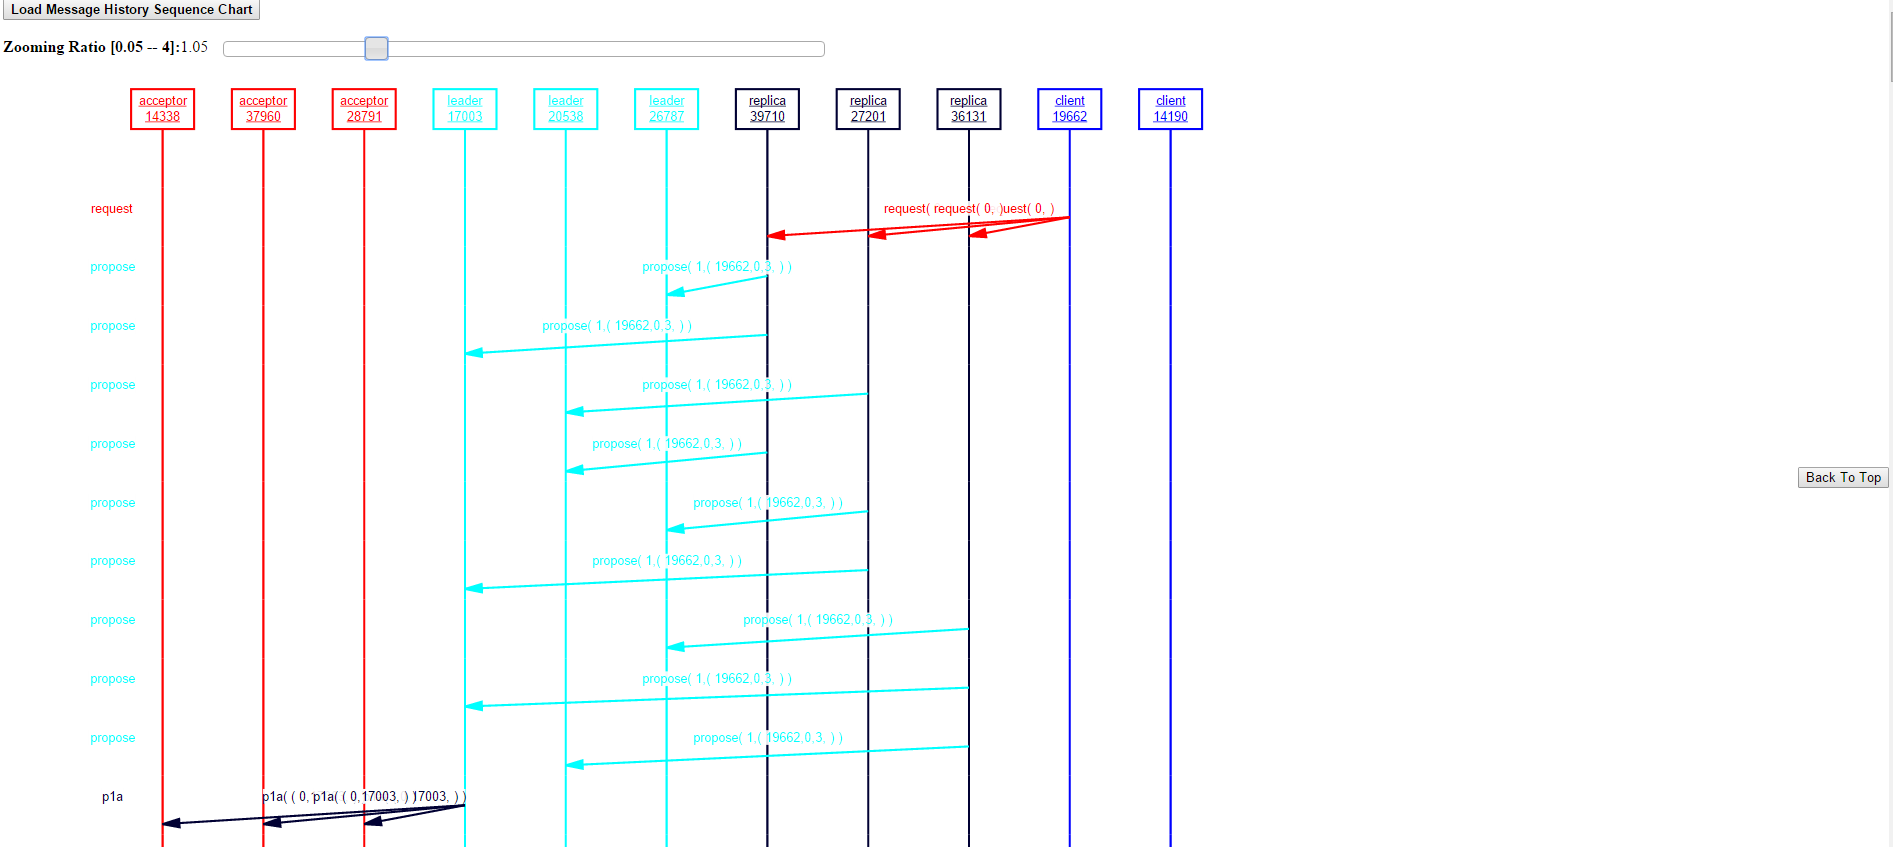 Load Message History Sequence Chart
Zooming Ratio [0.05 -- 4]:1.05
acceptor 14338
acceptor 37960
acceptor 28791
leader 17003
leader 20538
leader 26787
replica 39710
replica 27201
replica 36131
client 19662
client 14190
request request( request( 0, )uest( 0, )
propose propose( 1,( 19662,0,3, ) )
propose propose( 1,( 19662,0,3, ) )
propose propose( 1,( 19662,0,3, ) )
propose propose( 1,( 19662,0,3, ) )
Back To Top
propose propose( 1,( 19662,0,3, ) )
propose propose( 1,( 19662,0,3, ) )
propose propose( 1,( 19662,0,3, ) )
propose propose( 1,( 19662,0,3, ) )
propose propose( 1,( 19662,0,3, ) )
p1a p1a( ( 0, p1a( ( 0,17003, ) ) 17003, ) )